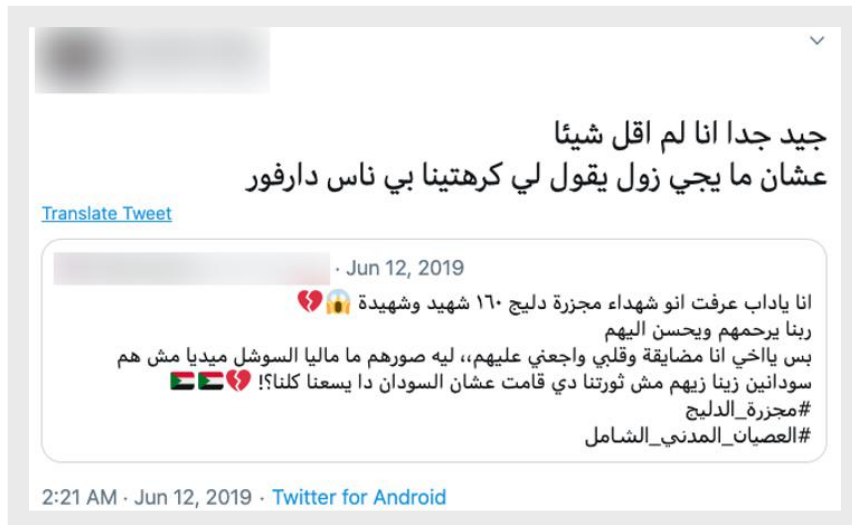 جيد جدا انا لم اقل شيئا
عشان ما يجي زول يقول لي كرهتينا بي ناس دارفور
Translate Tweet
· Jun 12, 2019
انا ياداب عرفت انو شهداء مجزرة دليج ١٦٠ شهيد وشهيدة 😱💔
ربنا يرحمهم ويحسن اليهم
بس يااخي انا مضايقة وقلبي واجعني عليهم،، ليه صورهم ما ماليا السوشل ميديا مش هم
سودانين زينا زيهم مش ثورتنا دي قامت عشان السودان دا يسعنا كلنا؟! 💔🇸🇩🇸🇩
#مجزرة_الدليج
#العصيان_المدني_الشامل
2:21 AM · Jun 12, 2019 · Twitter for Android